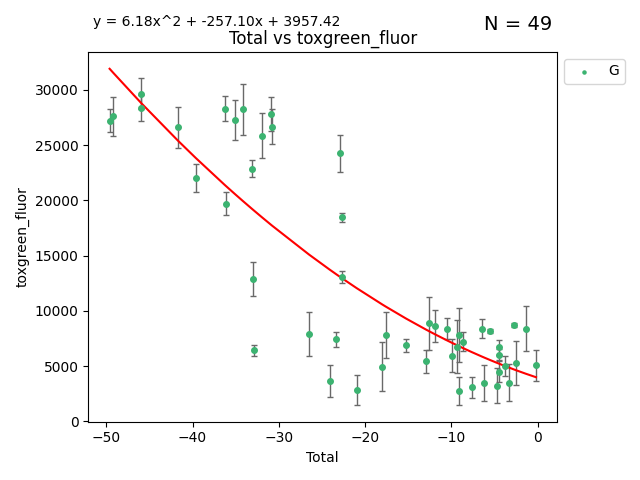 y = 6.18x^2 + -257.10x + 3957.42
N = 49
Total vs toxgreen_fluor
G
30000
25000
20000
15000
10000
5000
0
toxgreen_fluor
−50 −40 −30 −20 −10 0
Total